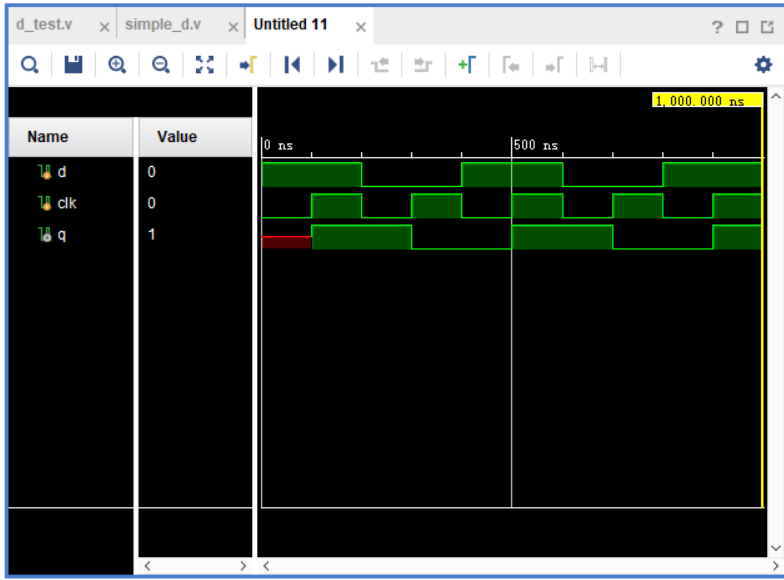 d_test.v × simple_d.v × Untitled 11 × ?
1,000.000 ns
Name Value
0 ns 500 ns
d 0
clk 0
q 1